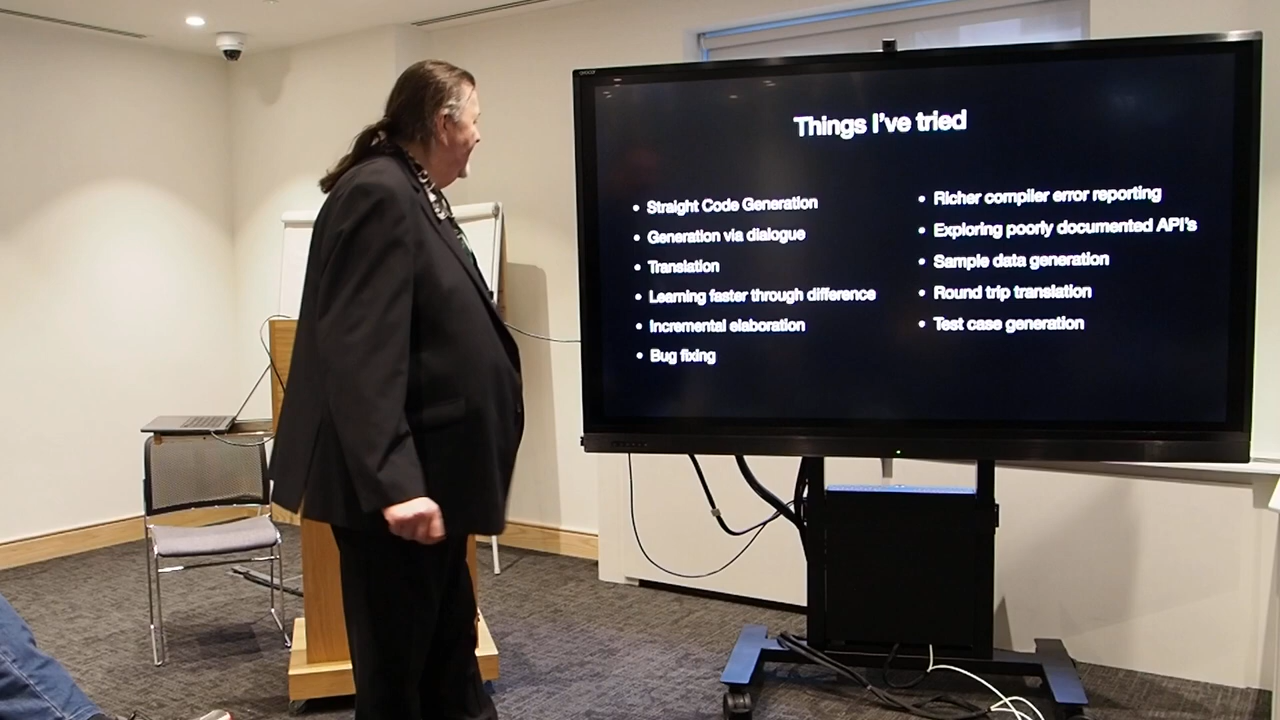 Things I've tried
• Straight Code Generation
• Generation via dialogue
• Translation
• Learning faster through difference
• Incremental elaboration
• Bug fixing
• Richer compiler error reporting
• Exploring poorly documented API's
• Sample data generation
• Round trip translation
• Test case generation